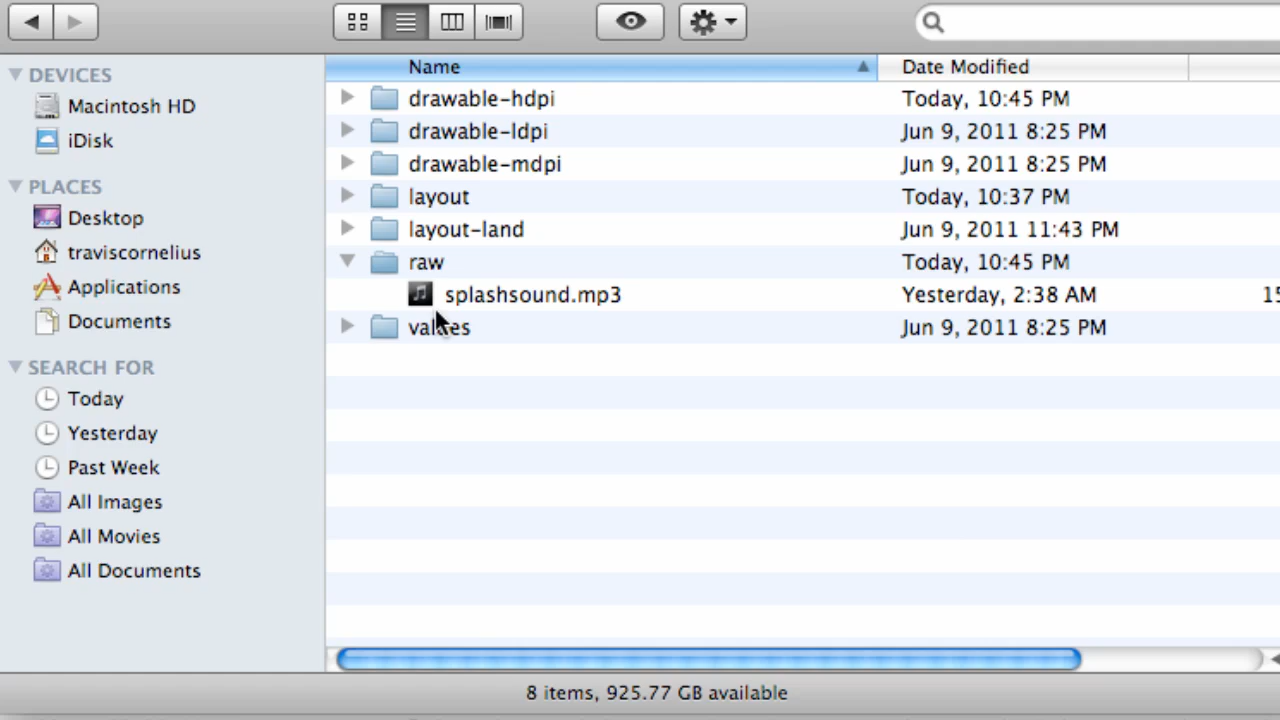 DEVICES
Macintosh HD
iDisk
PLACES
Desktop
traviscornelius
Applications
Documents
SEARCH FOR
Today
Yesterday
Past Week
All Images
All Movies
All Documents
Name Date Modified
drawable-hdpi Today, 10:45 PM
drawable-ldpi Jun 9, 2011 8:25 PM
drawable-mdpi Jun 9, 2011 8:25 PM
layout Today, 10:37 PM
layout-land Jun 9, 2011 11:43 PM
raw Today, 10:45 PM
splashsound.mp3 Yesterday, 2:38 AM
values Jun 9, 2011 8:25 PM
8 items, 925.77 GB available